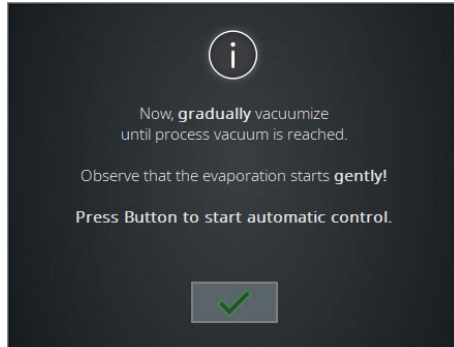 Now, gradually vacuumize
until process vacuum is reached.
Observe that the evaporation starts gently!
Press Button to start automatic control.